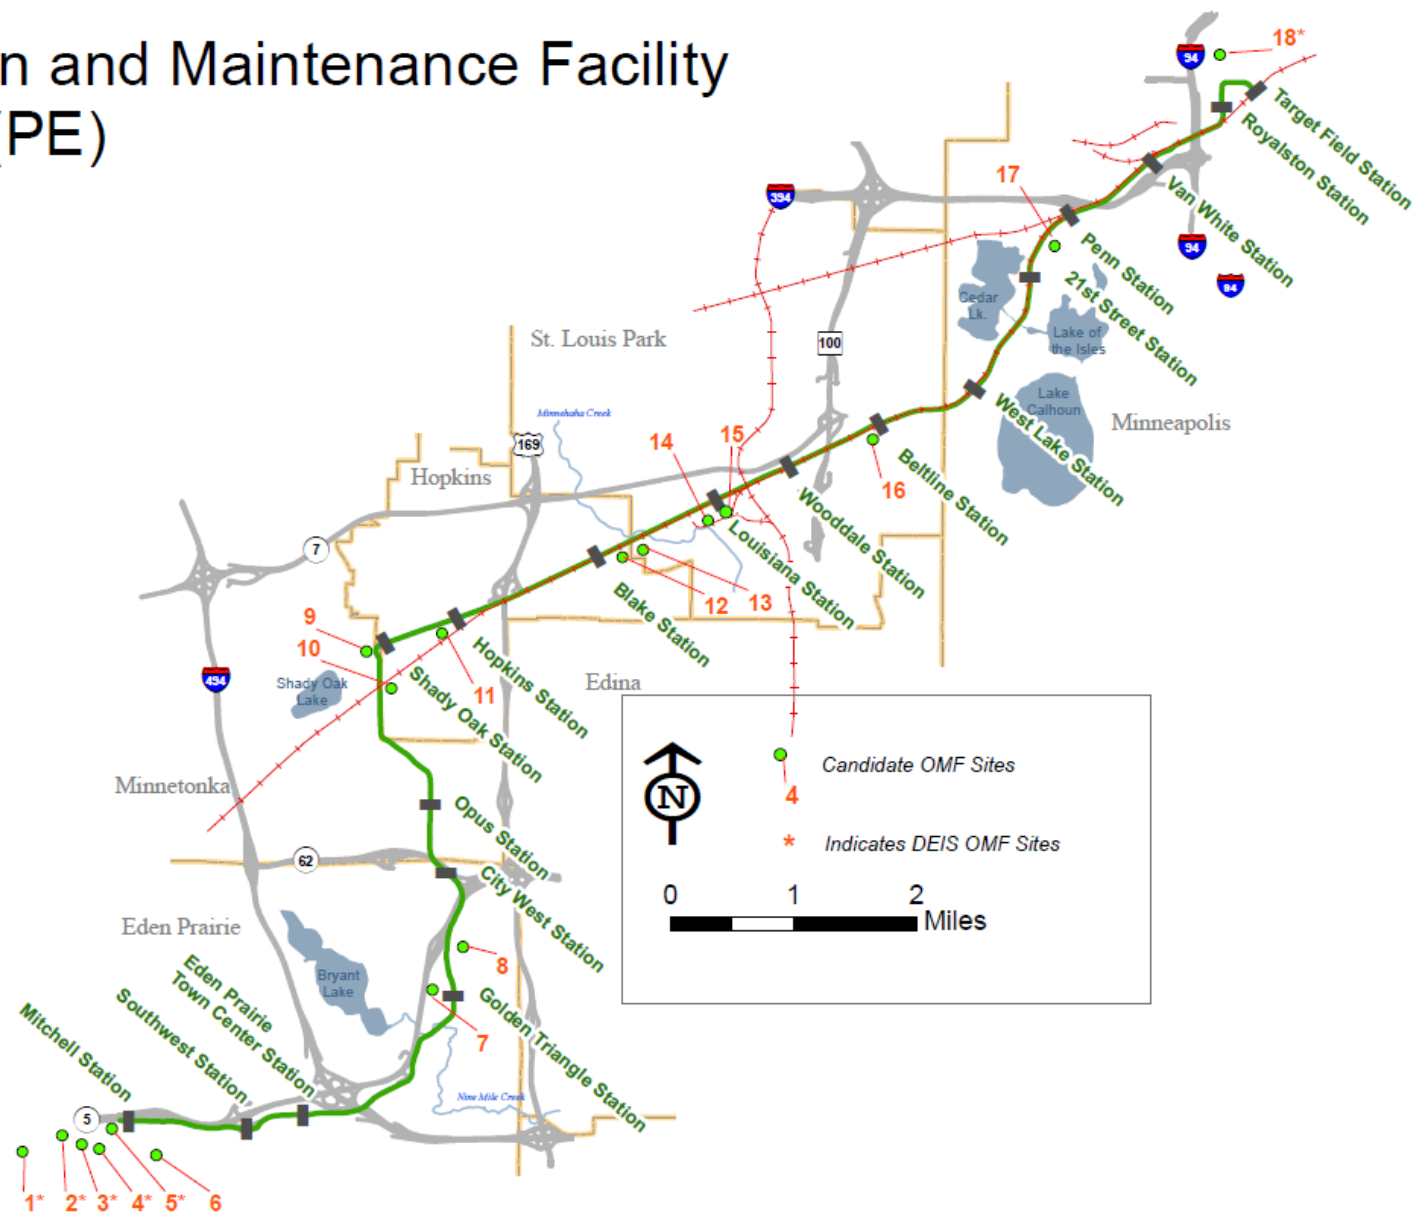 n and Maintenance Facility
(PE)
94
18*
Target Field Station
Royalston Station
Van White Station
17
394
94
94
Penn Station
21st Street Station
Cedar
Lk.
Lake of
the Isles
St. Louis Park
100
Lake
Calhoun
Minneapolis
West Lake Station
Minnehaha Creek
169
14
15
Hopkins
16
Beltline Station
Wooddale Station
Louisiana Station
7
12
13
Blake Station
9
10
11
Hopkins Station
Shady Oak Station
494
Shady Oak
Lake
Edina
Minnetonka
Opus Station
City West Station
62
N
Candidate OMF Sites
4
* Indicates DEIS OMF Sites
0 1 2
Miles
Eden Prairie
Bryant
Lake
8
7
Golden Triangle Station
Eden Prairie
Town Center Station
Southwest Station
Mitchell Station
Nine Mile Creek
5
1* 2* 3* 4* 5* 6